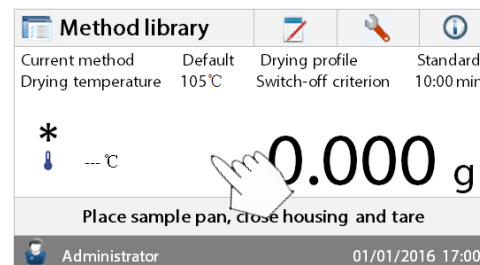 Method library
Current method Default Drying profile Standard
Drying temperature 105℃ Switch-off criterion 10:00 min
* --- ℃ 0.000 g
Place sample pan, close housing and tare
Administrator 01/01/2016 17:00